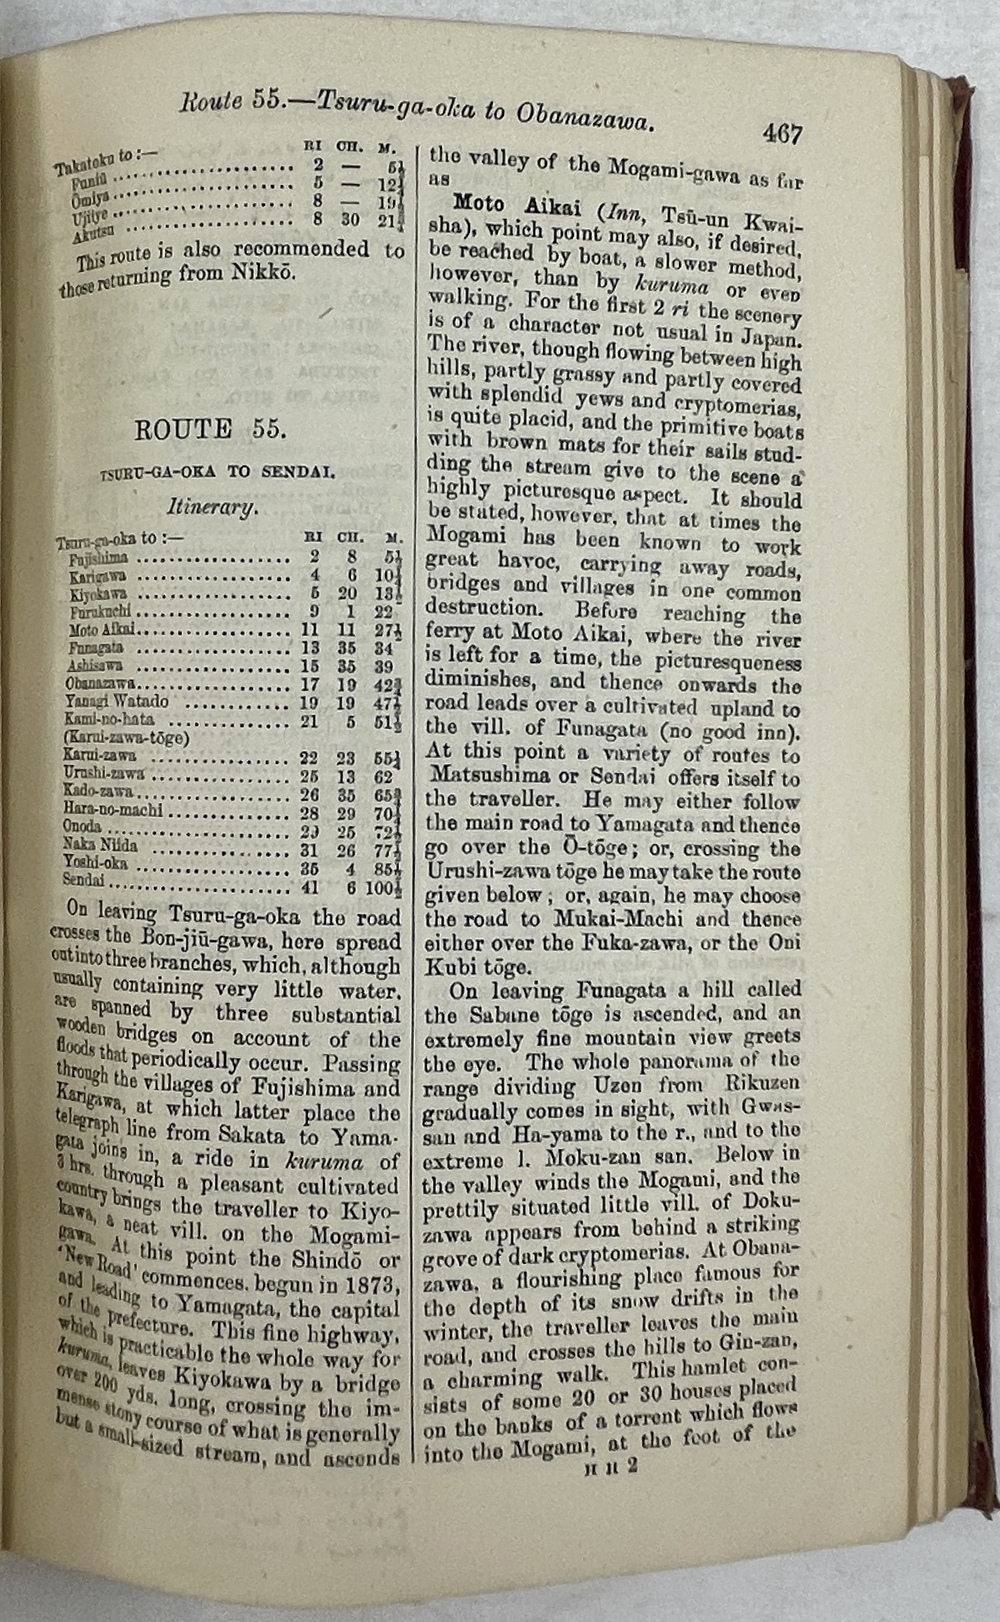 Route 55.—Tsuru-ga-oka to Obanazawa.
467
Takatoku to :— RI CH. M.
Funiū .................... 2 — 5
Ōmiya .................... 5 — 12
Ujiiye .................... 8 — 19
Akutsu .................... 8 30 21
This route is also recommended to
those returning from Nikkō.
ROUTE 55.
TSURU-GA-OKA TO SENDAI.
Itinerary.
Tsuru-ga-oka to :— RI CH. M.
Fujishima .................... 2 8 5½
Karigawa .................... 4 6 10¼
Kiyokawa .................... 5 20 13½
Furukuchi .................... 9 1 22
Moto Aikai .................... 11 11 27½
Funagata .................... 13 35 34
Ashisawa .................... 15 35 39
Obanazawa .................... 17 19 42¾
Yanagi Watado .................... 19 19 47½
Kami-no-hata .................... 21 5 51½
(Karui-zawa-tōge)
Karui-zawa .................... 22 23 55¼
Urushi-zawa .................... 25 13 62
Kado-zawa .................... 26 35 65¾
Hara-no-machi .................... 28 29 70¼
Onoda .................... 29 25 72½
Naka Niida .................... 31 26 77½
Yoshi-oka .................... 35 4 85½
Sendai .................... 41 6 100½
On leaving Tsuru-ga-oka the road
crosses the Bon-jiū-gawa, here spread
out into three branches, which, although
usually containing very little water,
are spanned by three substantial
wooden bridges on account of the
floods that periodically occur. Passing
through the villages of Fujishima and
Karigawa, at which latter place the
telegraph line from Sakata to Yama-
gata joins in, a ride in kuruma of
3 hrs. through a pleasant cultivated
country brings the traveller to Kiyo-
kawa, a neat vill. on the Mogami-
gawa. At this point the Shindō or
'New Road' commences, begun in 1873,
and leading to Yamagata, the capital
of the prefecture. This fine highway,
which is practicable the whole way for
kuruma, leaves Kiyokawa by a bridge
over 200 yds. long, crossing the im-
mense stony course of what is generally
but a small-sized stream, and ascends
the valley of the Mogami-gawa as far
as
Moto Aikai (Inn, Tsū-un Kwai-
sha), which point may also, if desired,
be reached by boat, a slower method,
however, than by kuruma or even
walking. For the first 2 ri the scenery
is of a character not usual in Japan.
The river, though flowing between high
hills, partly grassy and partly covered
with splendid yews and cryptomerias,
is quite placid, and the primitive boats
with brown mats for their sails stud-
ding the stream give to the scene a
highly picturesque aspect. It should
be stated, however, that at times the
Mogami has been known to work
great havoc, carrying away roads,
bridges and villages in one common
destruction. Before reaching the
ferry at Moto Aikai, where the river
is left for a time, the picturesqueness
diminishes, and thence onwards the
road leads over a cultivated upland to
the vill. of Funagata (no good inn).
At this point a variety of routes to
Matsushima or Sendai offers itself to
the traveller. He may either follow
the main road to Yamagata and thence
go over the Ō-tōge; or, crossing the
Urushi-zawa tōge he may take the route
given below; or, again, he may choose
the road to Mukai-Machi and thence
either over the Fuka-zawa, or the Oni
Kubi tōge.
On leaving Funagata a hill called
the Sabane tōge is ascended, and an
extremely fine mountain view greets
the eye. The whole panorama of the
range dividing Uzen from Rikuzen
gradually comes in sight, with Gwas-
san and Ha-yama to the r., and to the
extreme l. Moku-zan san. Below in
the valley winds the Mogami, and the
prettily situated little vill. of Doku-
zawa appears from behind a striking
grove of dark cryptomerias. At Obana-
zawa, a flourishing place famous for
the depth of its snow drifts in the
winter, the traveller leaves the main
road, and crosses the hills to Gin-zan,
a charming walk. This hamlet con-
sists of some 20 or 30 houses placed
on the banks of a torrent which flows
into the Mogami, at the foot of the
H H 2